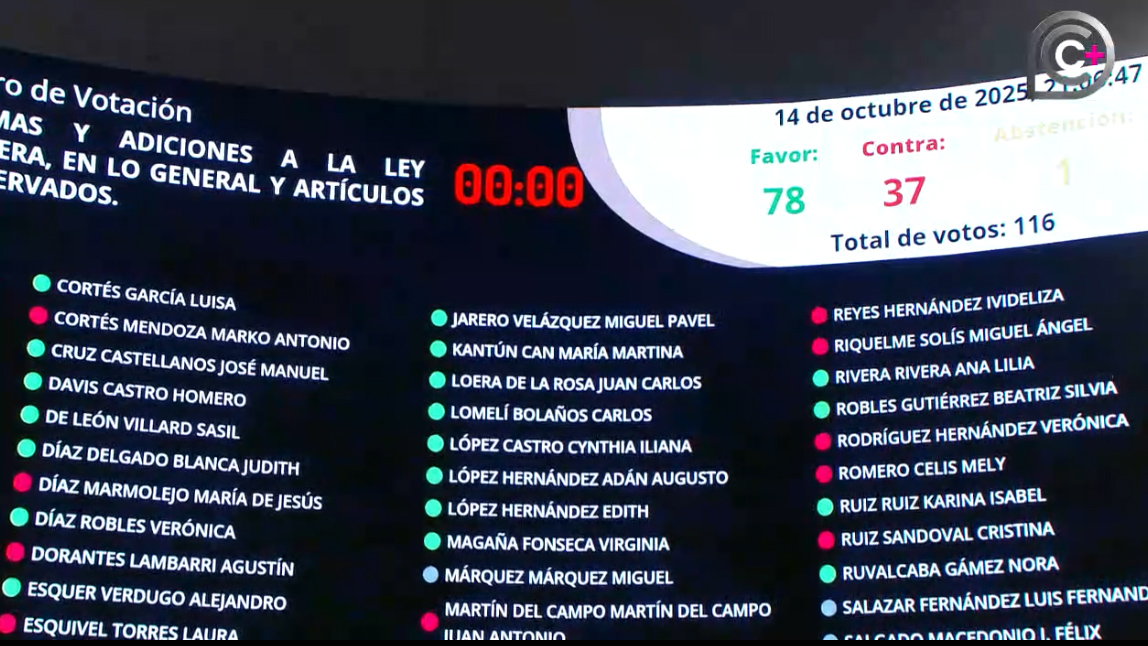 ro de Votación
MAS Y ADICIONES A LA LEY
ERA, EN LO GENERAL Y ARTÍCULOS
ERVADOS.
00:00
14 de octubre de 2025,
Favor: Contra: Abstención:
78 37 1
Total de votos: 116
C+
CORTÉS GARCÍA LUISA
CORTÉS MENDOZA MARKO ANTONIO
CRUZ CASTELLANOS JOSÉ MANUEL
DAVIS CASTRO HOMERO
DE LEÓN VILLARD SASIL
DÍAZ DELGADO BLANCA JUDITH
DÍAZ MARMOLEJO MARÍA DE JESÚS
DÍAZ ROBLES VERÓNICA
DORANTES LAMBARRI AGUSTÍN
ESQUER VERDUGO ALEJANDRO
ESQUIVEL TORRES LAURA
JARERO VELÁZQUEZ MIGUEL PAVEL
KANTÚN CAN MARÍA MARTINA
LOERA DE LA ROSA JUAN CARLOS
LOMELÍ BOLAÑOS CARLOS
LÓPEZ CASTRO CYNTHIA ILIANA
LÓPEZ HERNÁNDEZ ADÁN AUGUSTO
LÓPEZ HERNÁNDEZ EDITH
MAGAÑA FONSECA VIRGINIA
MÁRQUEZ MÁRQUEZ MIGUEL
MARTÍN DEL CAMPO MARTÍN DEL CAMPO
JUAN ANTONIO
REYES HERNÁNDEZ IVIDELIZA
RIQUELME SOLÍS MIGUEL ÁNGEL
RIVERA RIVERA ANA LILIA
ROBLES GUTIÉRREZ BEATRIZ SILVIA
RODRÍGUEZ HERNÁNDEZ VERÓNICA
ROMERO CELIS MELY
RUIZ RUIZ KARINA ISABEL
RUIZ SANDOVAL CRISTINA
RUVALCABA GÁMEZ NORA
SALAZAR FERNÁNDEZ LUIS FERNAND
SALGADO MACEDONIO J. FÉLIX